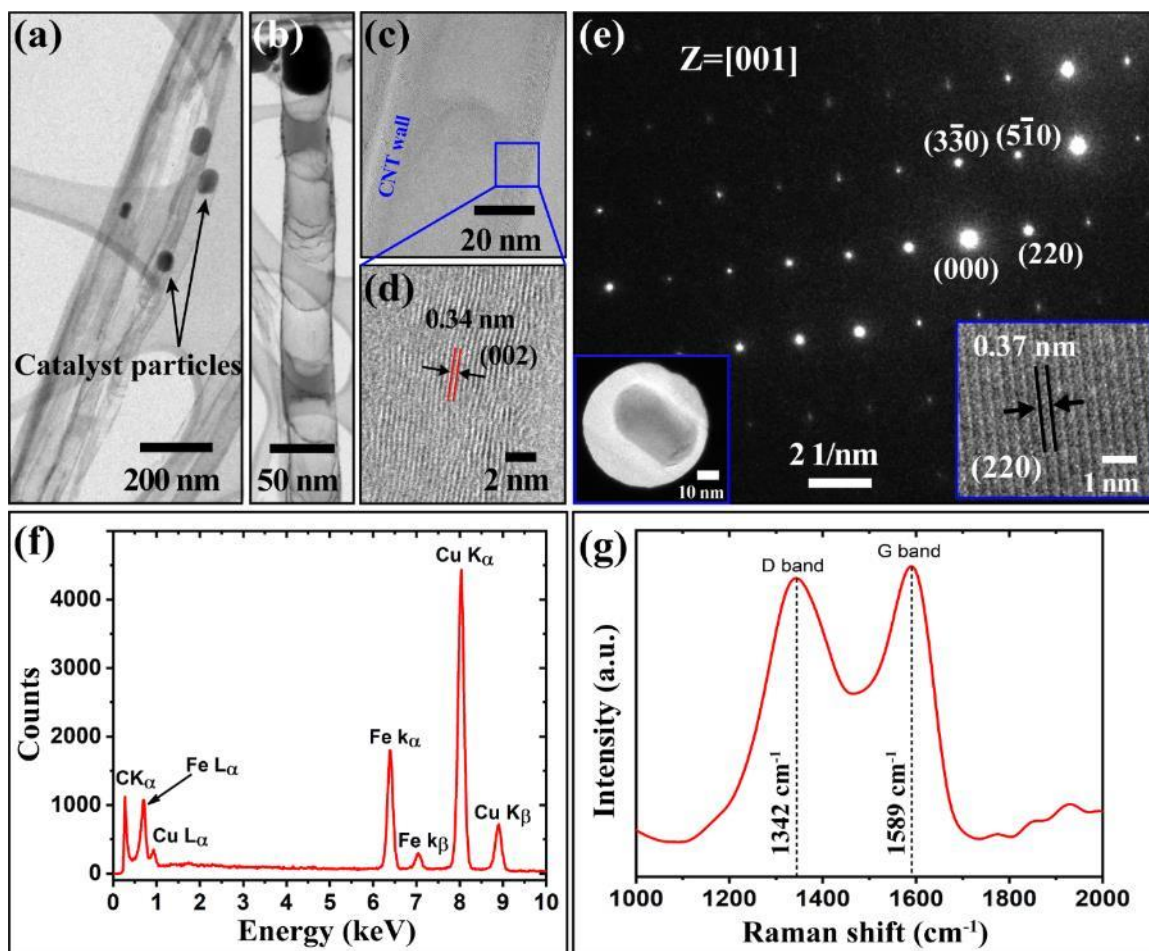 (a)
Catalyst particles
200 nm
(b)
50 nm
(c)
CNT wall
20 nm
(d)
0.34 nm
(002)
2 nm
(e)
Z=[001]
(33̅0)
(51̅0)
(000)
(220)
10 nm
2 1/nm
0.37 nm
(220)
1 nm
(f)
Counts
4000
3000
2000
1000
0
CKα
Fe Lα
Cu Lα
Fe kα
Fe kβ
Cu Kα
Cu Kβ
0 1 2 3 4 5 6 7 8 9 10
Energy (keV)
(g)
Intensity (a.u.)
D band
G band
1342 cm⁻¹
1589 cm⁻¹
1000 1200 1400 1600 1800 2000
Raman shift (cm⁻¹)